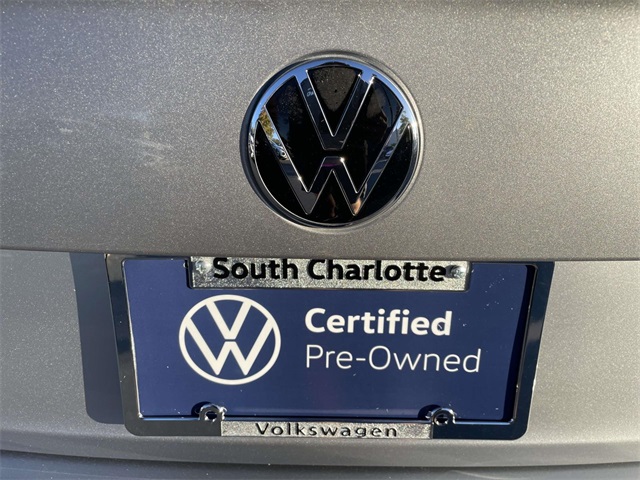 South Charlotte
Certified
Pre-Owned
Volkswagen